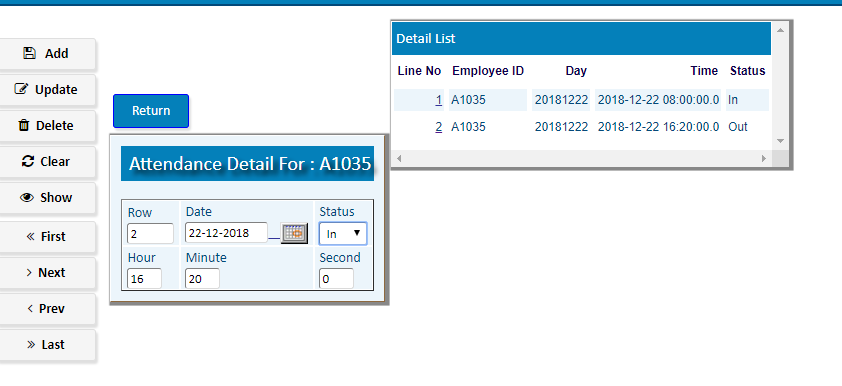 Add
Update
Delete
Clear
Show
« First
> Next
< Prev
» Last
Return
Attendance Detail For : A1035
Row Date Status
2 22-12-2018 In
Hour Minute Second
16 20 0
Detail List
Line No Employee ID Day Time Status
1 A1035 20181222 2018-12-22 08:00:00.0 In
2 A1035 20181222 2018-12-22 16:20:00.0 Out